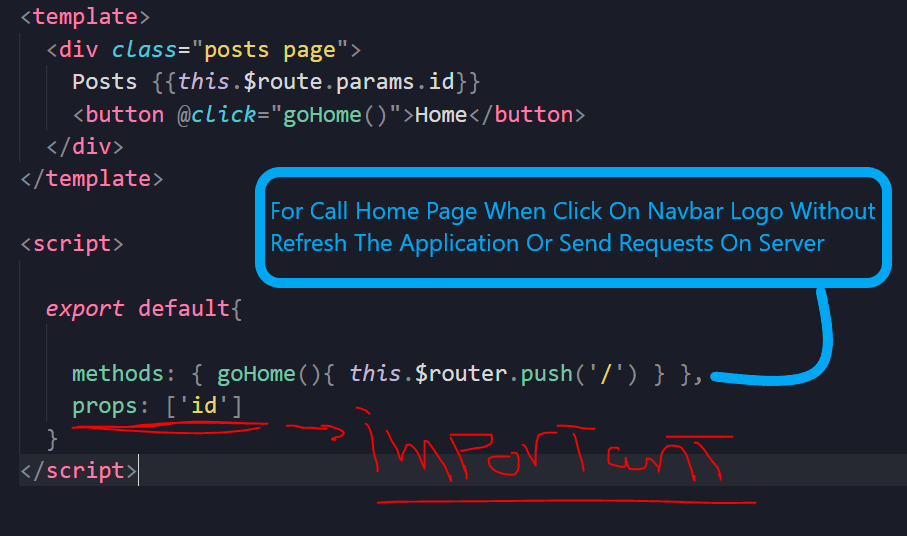 <template>
<div class="posts page">
Posts {{this.$route.params.id}}
<button @click="goHome()">Home</button>
</div>
</template>
For Call Home Page When Click On Navbar Logo Without
Refresh The Application Or Send Requests On Server
<script>
export default{
methods: { goHome(){ this.$router.push('/') } },
props: ['id']
}
</script>